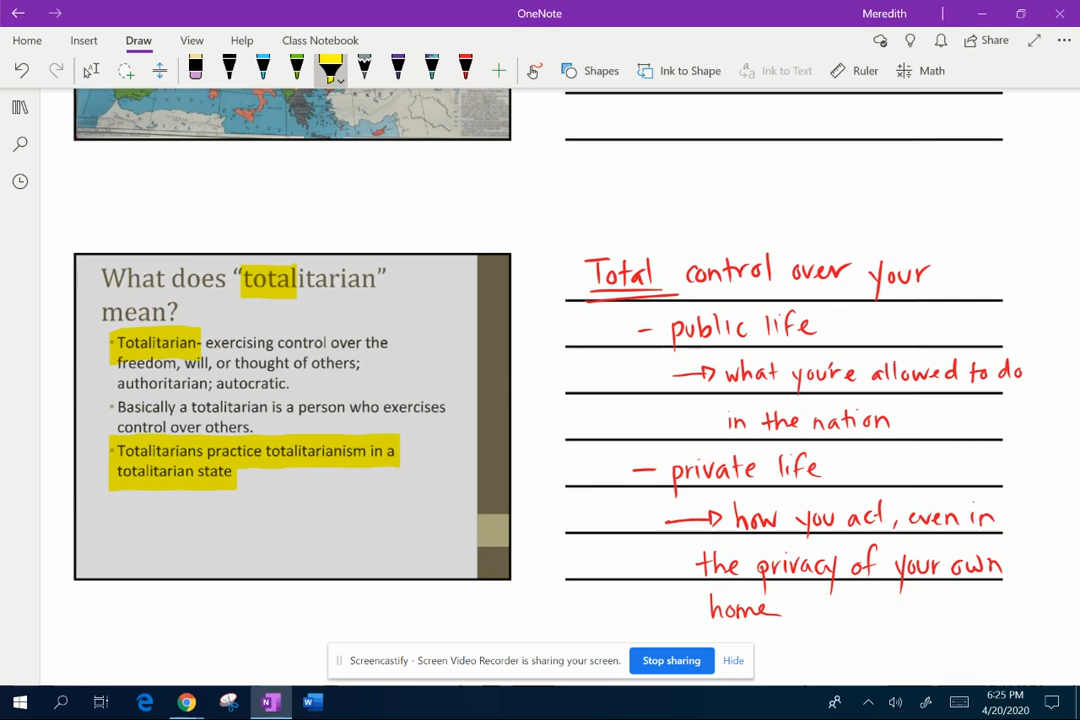 OneNote
Meredith
Home Insert Draw View Help Class Notebook
Share
Shapes Ink to Shape Ink to Text Ruler Math
What does “totalitarian”
mean?
Totalitarian- exercising control over the
freedom, will, or thought of others;
authoritarian; autocratic.
Basically a totalitarian is a person who exercises
control over others.
Totalitarians practice totalitarianism in a
totalitarian state
Total control over your
- public life
→ what you're allowed to do
in the nation
- private life
→ how you act, even in
the privacy of your own
home
Screencastify - Screen Video Recorder is sharing your screen. Stop sharing Hide
6:25 PM
4/20/2020